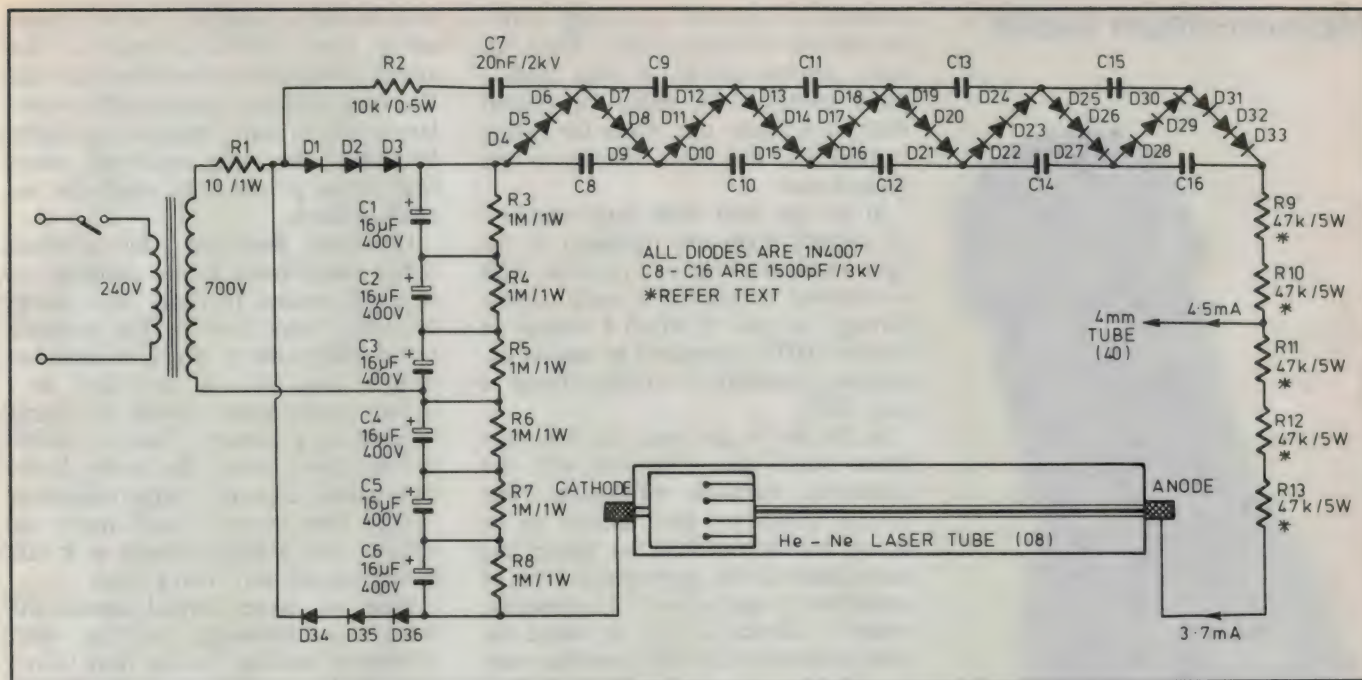 C7
20nF/2kV
C9
C11
C13
C15
R2
10k/0.5W
D6
D5
D4
D7
D8
D9
D12
D11
D10
D13
D14
D15
D18
D17
D16
D19
D20
D21
D24
D23
D22
D25
D26
D27
D30
D29
D28
D31
D32
D33
R1
10/1W
D1
D2
D3
C8
C10
C12
C14
C16
240V
700V
C1
16µF
400V
+
R3
1M/1W
C2
16µF
400V
+
R4
1M/1W
C3
16µF
400V
+
R5
1M/1W
C4
16µF
400V
+
R6
1M/1W
C5
16µF
400V
+
R7
1M/1W
C6
16µF
400V
+
R8
1M/1W
D34
D35
D36
ALL DIODES ARE 1N4007
C8 - C16 ARE 1500pF/3kV
*REFER TEXT
R9
47k/5W
*
R10
47k/5W
*
4mm
TUBE
(40)
4·5mA
R11
47k/5W
*
R12
47k/5W
*
R13
47k/5W
*
CATHODE
ANODE
He - Ne LASER TUBE (08)
3·7mA